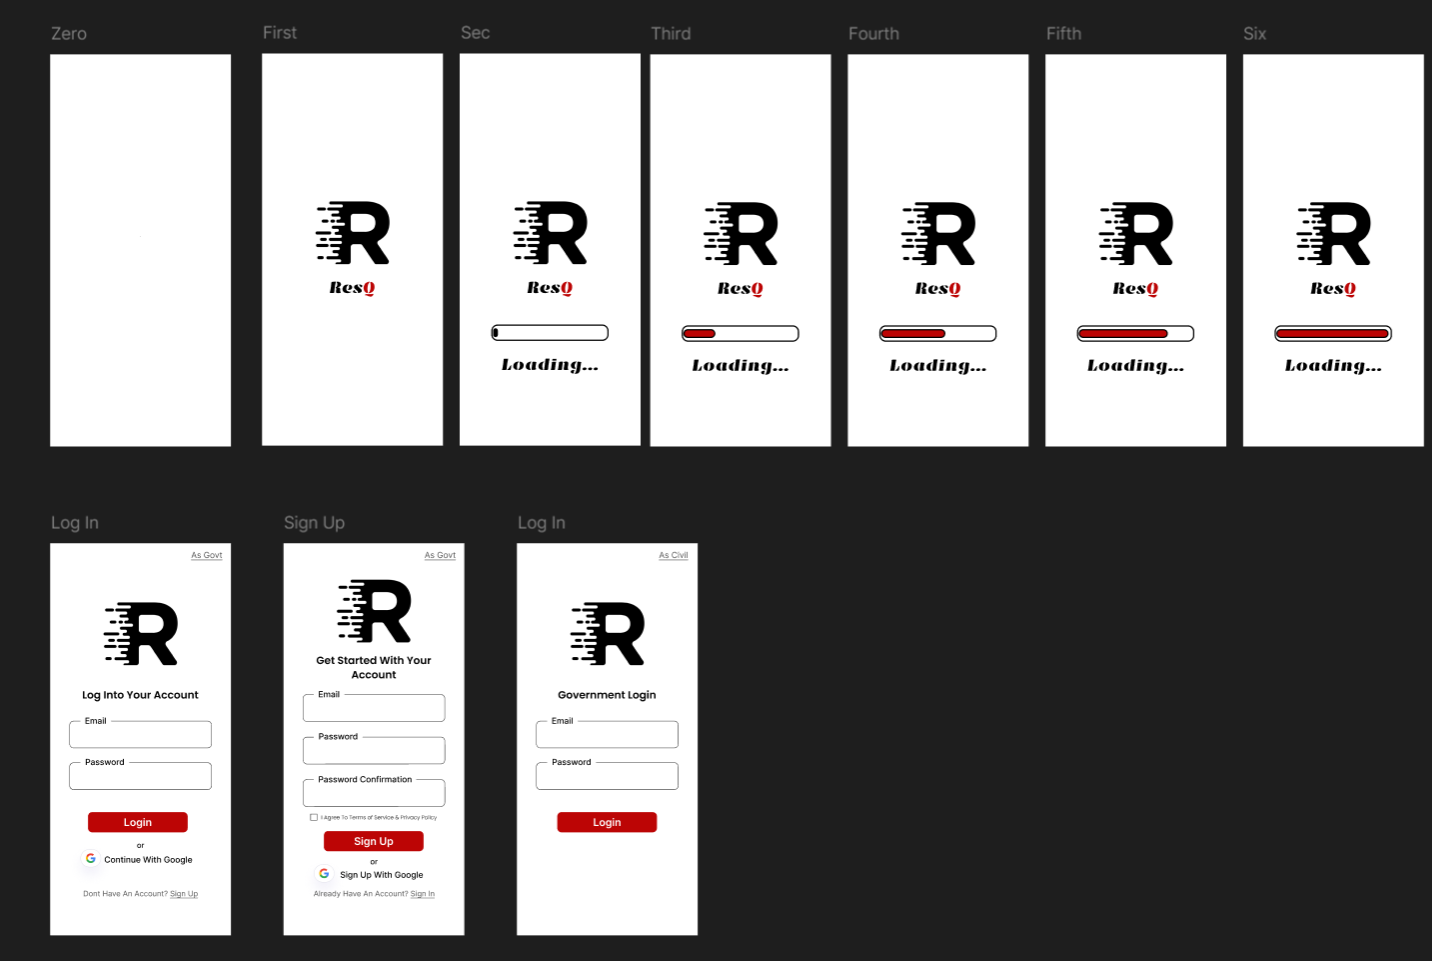 Zero
First
Sec
Third
Fourth
Fifth
Six
R
ResQ
R
ResQ
Loading...
R
ResQ
Loading...
R
ResQ
Loading...
R
ResQ
Loading...
R
ResQ
Loading...
Log In
As Govt
R
Log Into Your Account
Email
Password
Login
or
G Continue With Google
Dont Have An Account? Sign Up
Sign Up
As Govt
R
Get Started With Your
Account
Email
Password
Password Confirmation
I Agree To Terms of Service & Privacy Policy
Sign Up
or
G Sign Up With Google
Already Have An Account? Sign In
Log In
As Civil
R
Government Login
Email
Password
Login